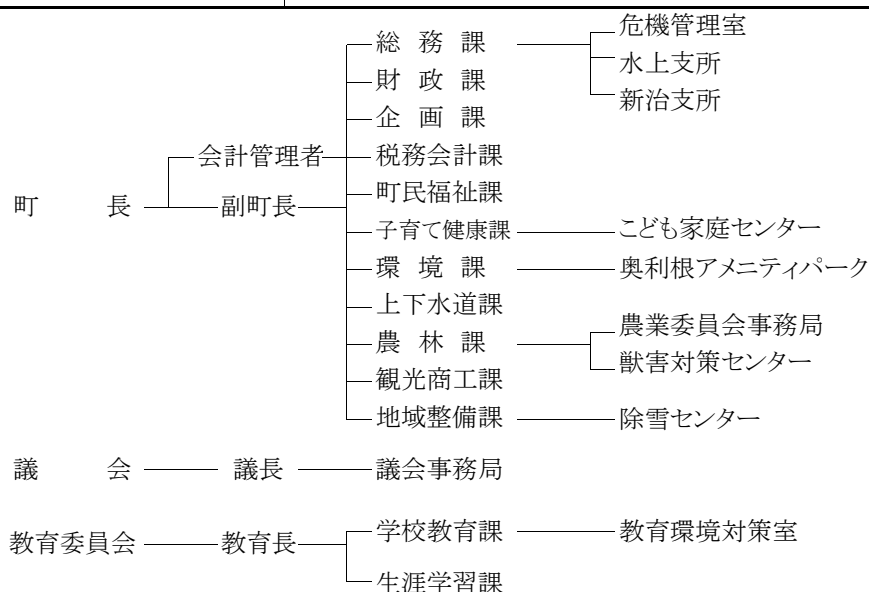 総務課 危機管理室
水上支所
財政課
新治支所
企画課
会計管理者 税務会計課
町長 副町長 町民福祉課
子育て健康課 こども家庭センター
環境課 奥利根アメニティパーク
上下水道課
農業委員会事務局
農林課
獣害対策センター
観光商工課
地域整備課 除雪センター
議会 議長 議会事務局
学校教育課 教育環境対策室
教育委員会 教育長
生涯学習課